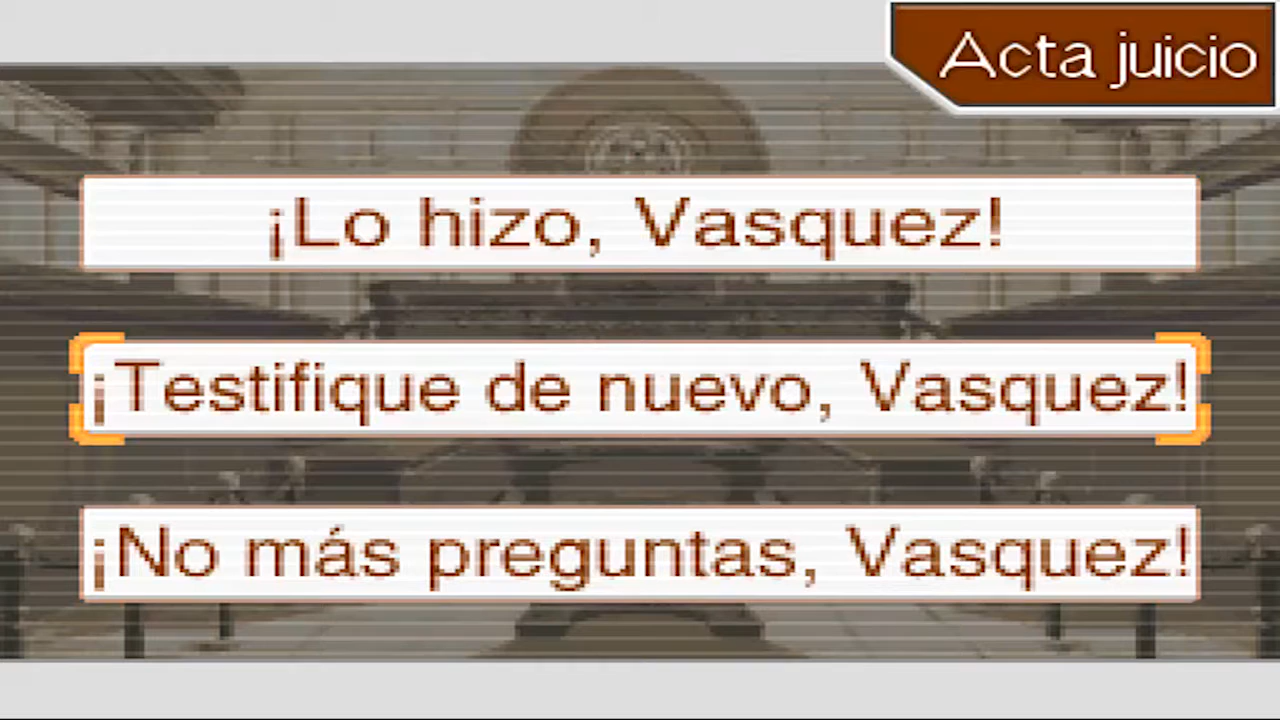 Acta juicio
¡Lo hizo, Vasquez!
¡Testifique de nuevo, Vasquez!
¡No más preguntas, Vasquez!